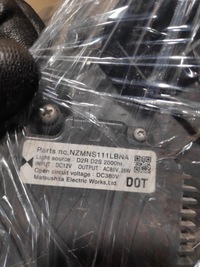 Parts no.NZMNS111LBNA
Light source : D2R D2S 2000hr.
INPUT : DC12V OUTPUT : AC85V, 35W
Open circuit voltage : DC380V
Matsushita Electric Works,Ltd.
DOT